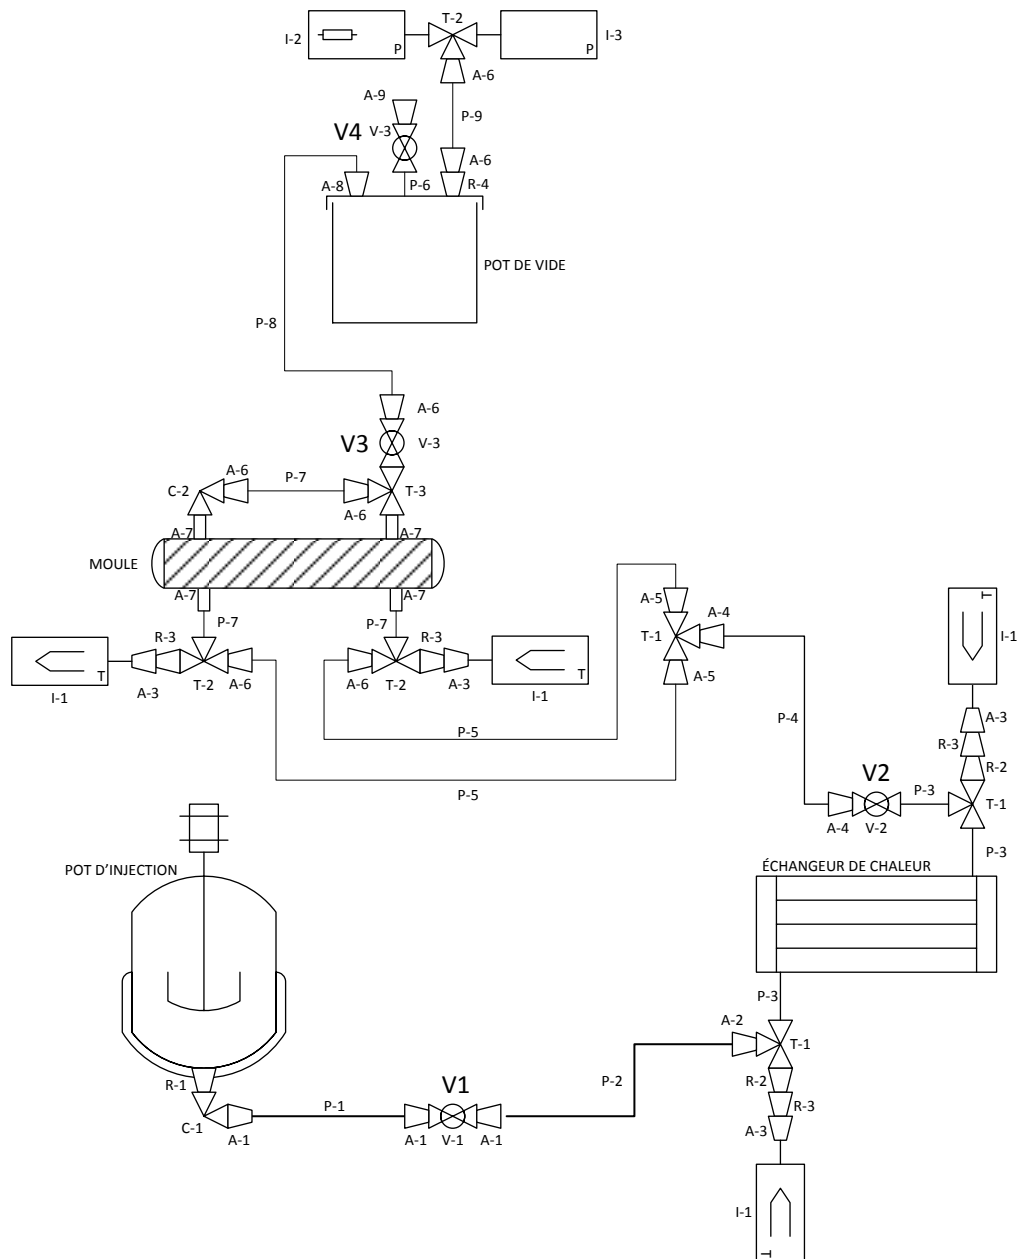 T-2
I-2
P
P
I-3
A-6
A-9
P-9
V4
V-3
A-6
A-8
P-6
R-4
POT DE VIDE
P-8
A-6
V3
V-3
A-6
P-7
C-2
T-3
A-6
A-7
A-7
MOULE
A-7
A-7
A-5
A-4
T
P-7
P-7
R-3
R-3
T-1
I-1
T
T
A-6
A-6
A-5
A-3
T-2
T-2
A-3
I-1
I-1
A-3
P-4
P-5
R-3
V2
R-2
P-3
P-5
T-1
A-4
V-2
P-3
POT D'INJECTION
ÉCHANGEUR DE CHALEUR
P-3
A-2
T-1
P-2
R-2
R-1
V1
P-1
R-3
C-1
A-1
A-1
V-1
A-1
A-3
I-1
T